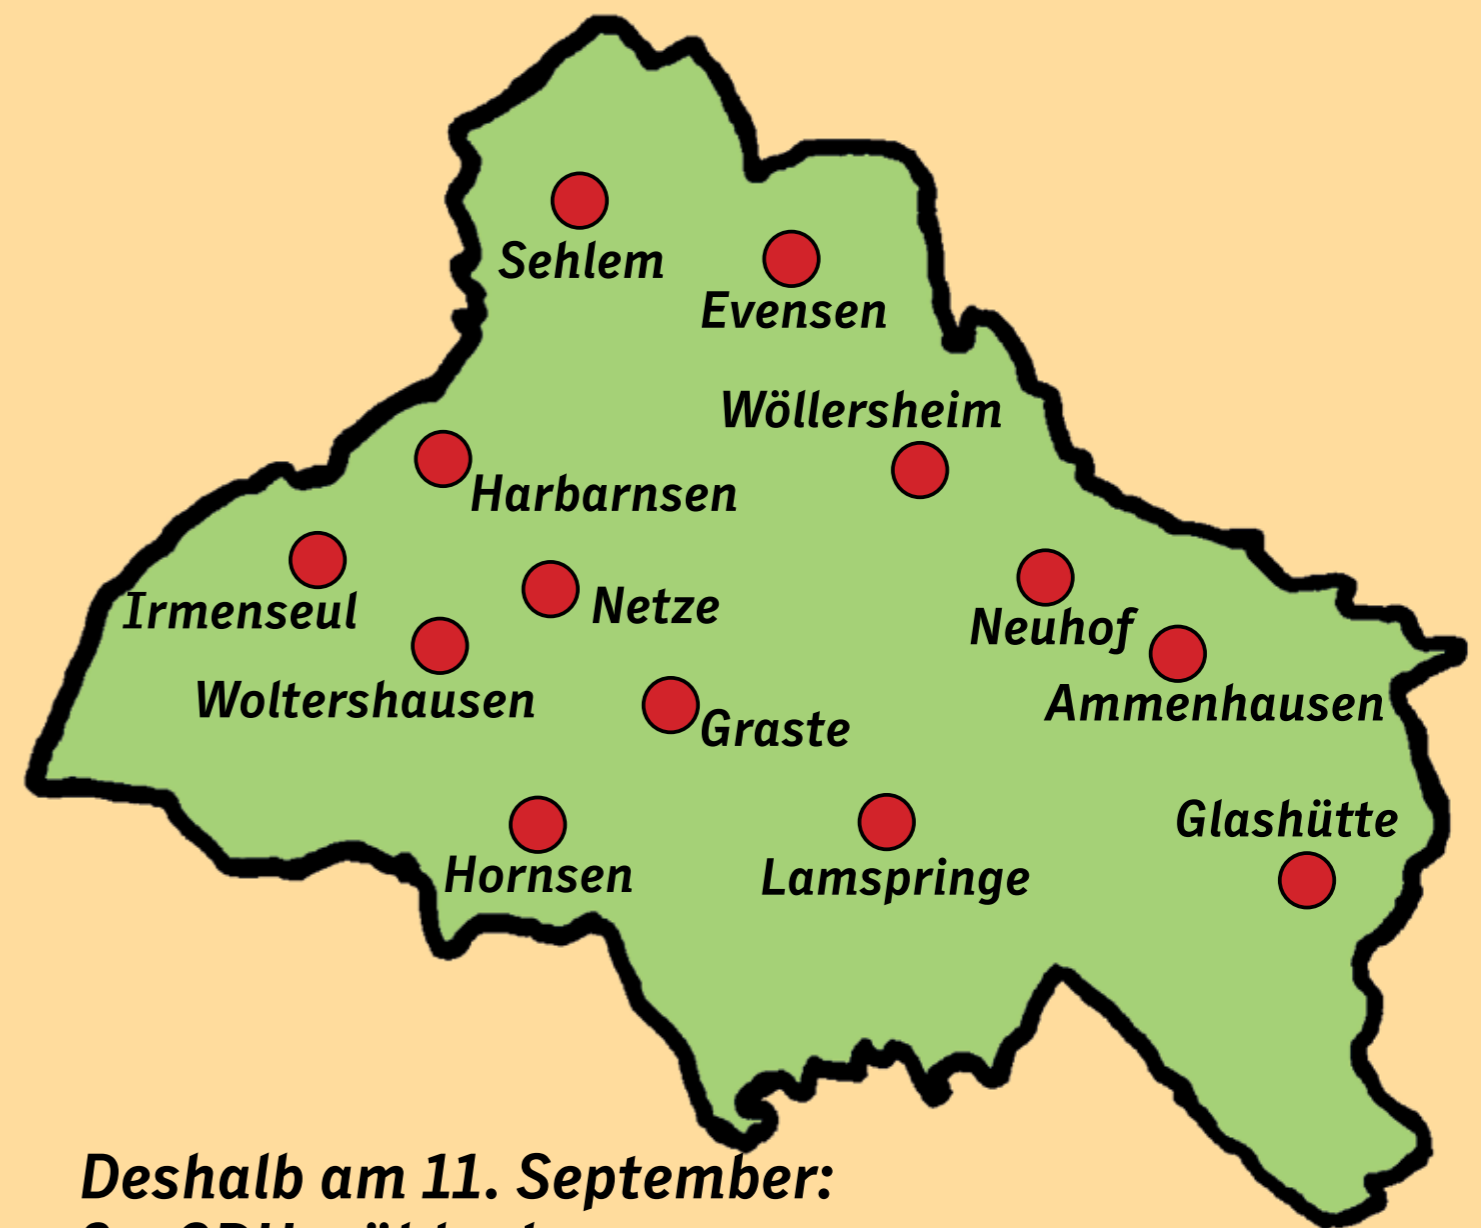 Sehlem
Evensen
Wöllersheim
Harbarnsen
Irmenseul
Netze
Neuhof
Woltershausen
Ammenhausen
Graste
Glashütte
Hornsen
Lamspringe
Deshalb am 11. September: